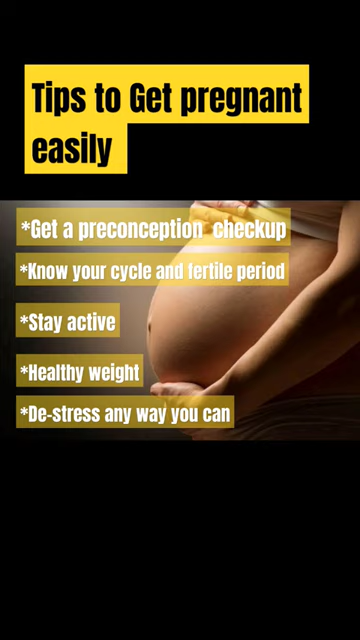 Tips to Get pregnant
easily
*Get a preconception checkup
*Know your cycle and fertile period
*Stay active
*Healthy weight
*De-stress any way you can